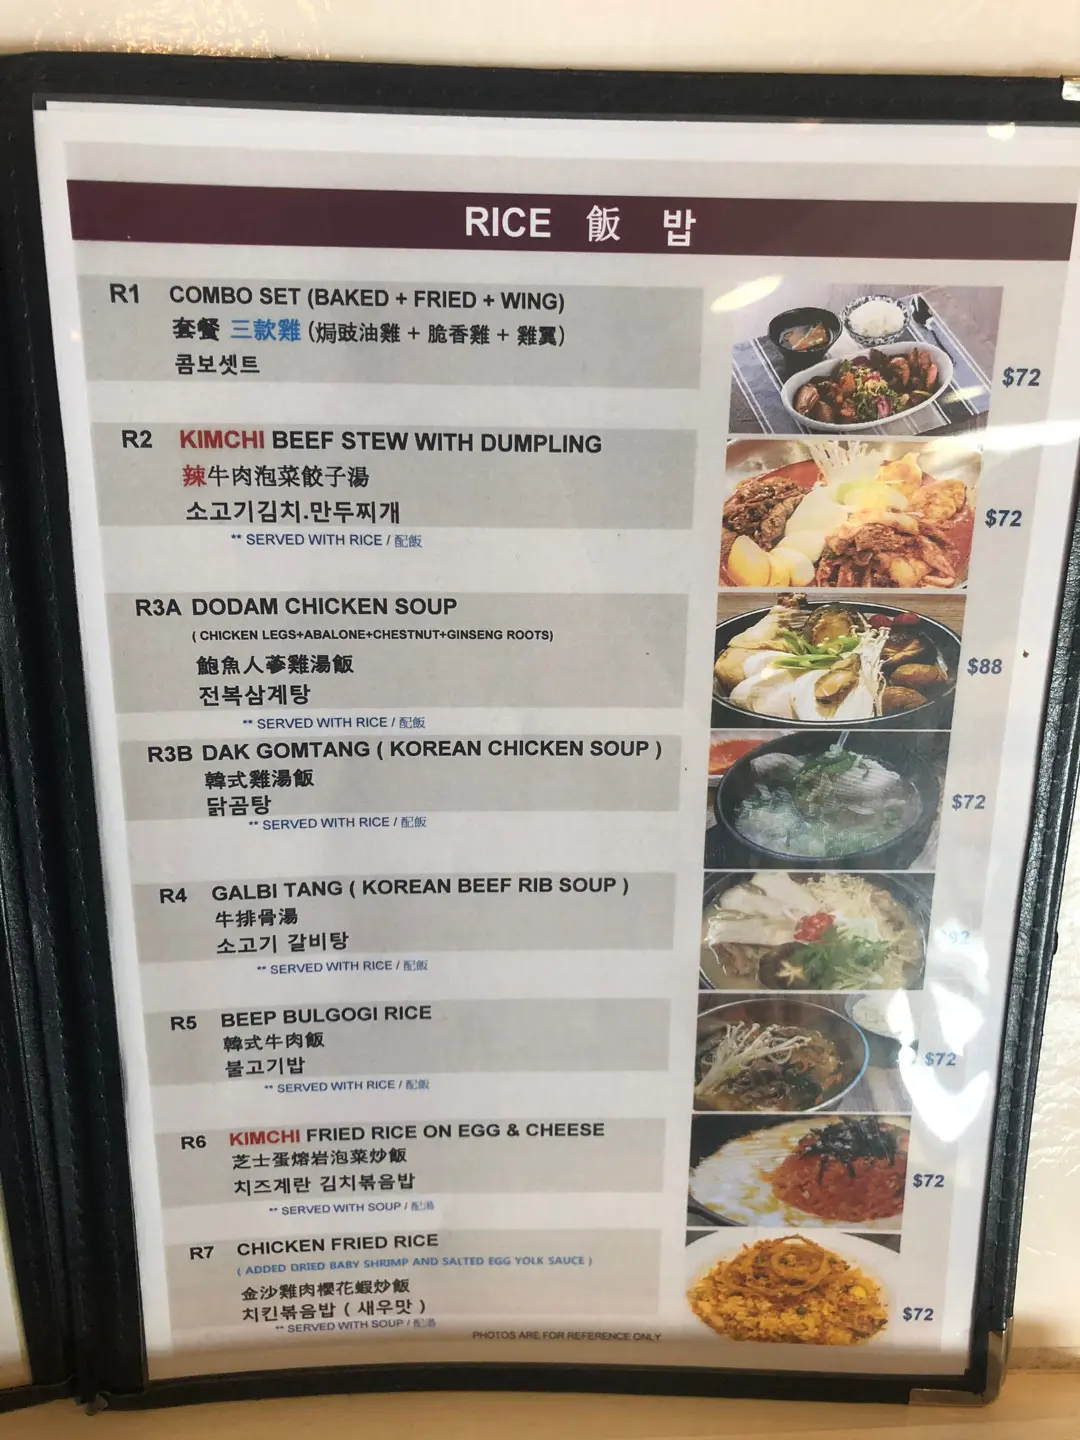 RICE 飯 밥
R1 COMBO SET (BAKED + FRIED + WING)
套餐 三款雞 (焗豉油雞 + 脆香雞 + 雞翼)
콤보셋트
$72
R2 KIMCHI BEEF STEW WITH DUMPLING
辣牛肉泡菜餃子湯
소고기김치.만두찌개
** SERVED WITH RICE / 配飯
$72
R3A DODAM CHICKEN SOUP
( CHICKEN LEGS+ABALONE+CHESTNUT+GINSENG ROOTS)
鮑魚人蔘雞湯飯
전복삼계탕
** SERVED WITH RICE / 配飯
$88
R3B DAK GOMTANG ( KOREAN CHICKEN SOUP )
韓式雞湯飯
닭곰탕
** SERVED WITH RICE / 配飯
$72
R4 GALBI TANG ( KOREAN BEEF RIB SOUP )
牛排骨湯
소고기 갈비탕
** SERVED WITH RICE / 配飯
$92
R5 BEEP BULGOGI RICE
韓式牛肉飯
불고기밥
** SERVED WITH RICE / 配飯
$72
R6 KIMCHI FRIED RICE ON EGG & CHEESE
芝士蛋熔岩泡菜炒飯
치즈계란 김치볶음밥
** SERVED WITH SOUP / 配湯
$72
R7 CHICKEN FRIED RICE
( ADDED DRIED BABY SHRIMP AND SALTED EGG YOLK SAUCE )
金沙雞肉櫻花蝦炒飯
치킨볶음밥 ( 새우맛 )
** SERVED WITH SOUP / 配湯
$72
PHOTOS ARE FOR REFERENCE ONLY